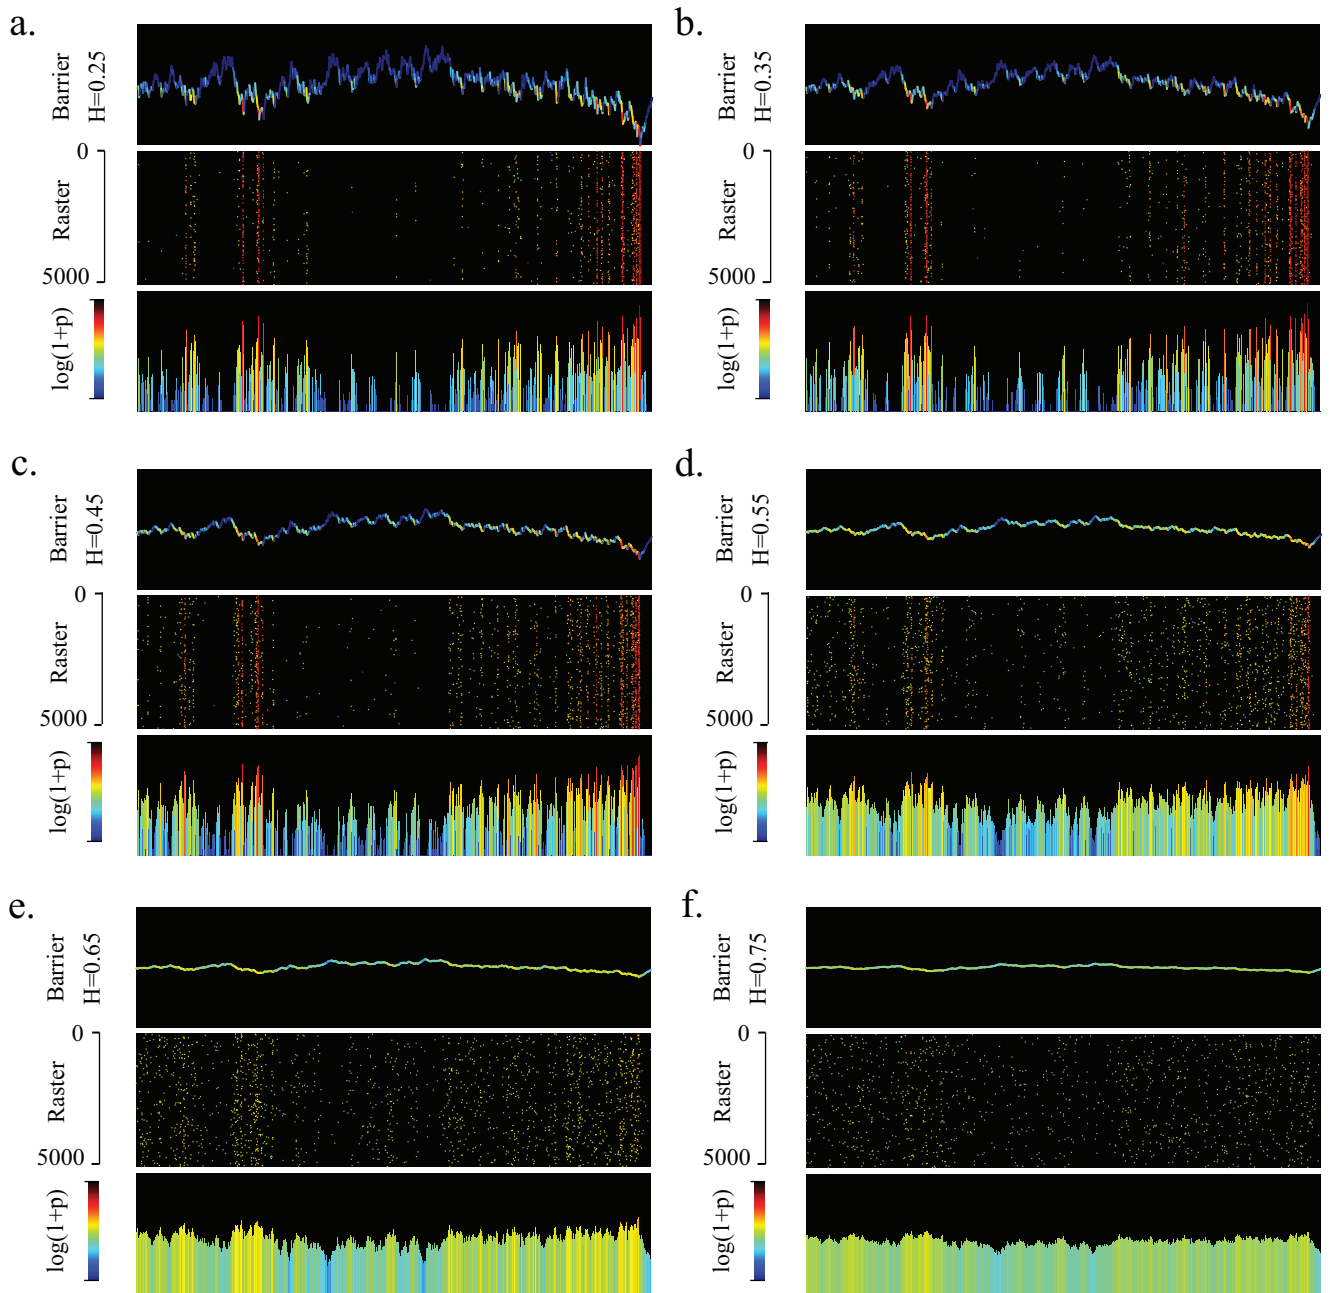 a.
Barrier
H=0.25
0
Raster
5000
log(1+p)
b.
Barrier
H=0.35
0
Raster
5000
log(1+p)
c.
Barrier
H=0.45
0
Raster
5000
log(1+p)
d.
Barrier
H=0.55
0
Raster
5000
log(1+p)
e.
Barrier
H=0.65
0
Raster
5000
log(1+p)
f.
Barrier
H=0.75
0
Raster
5000
log(1+p)